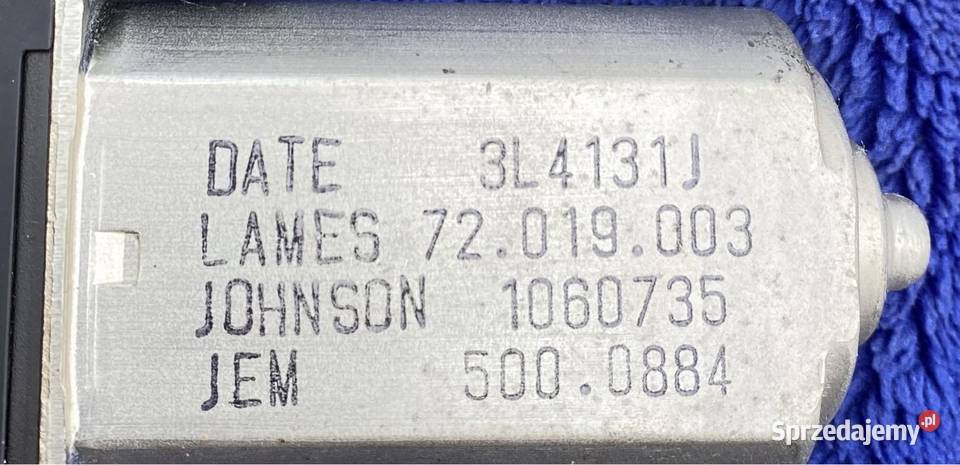 DATE 3L4131J
LAMES 72.019.003
JOHNSON 1060735
JEM 500.0884
Sprzedajemy.pl